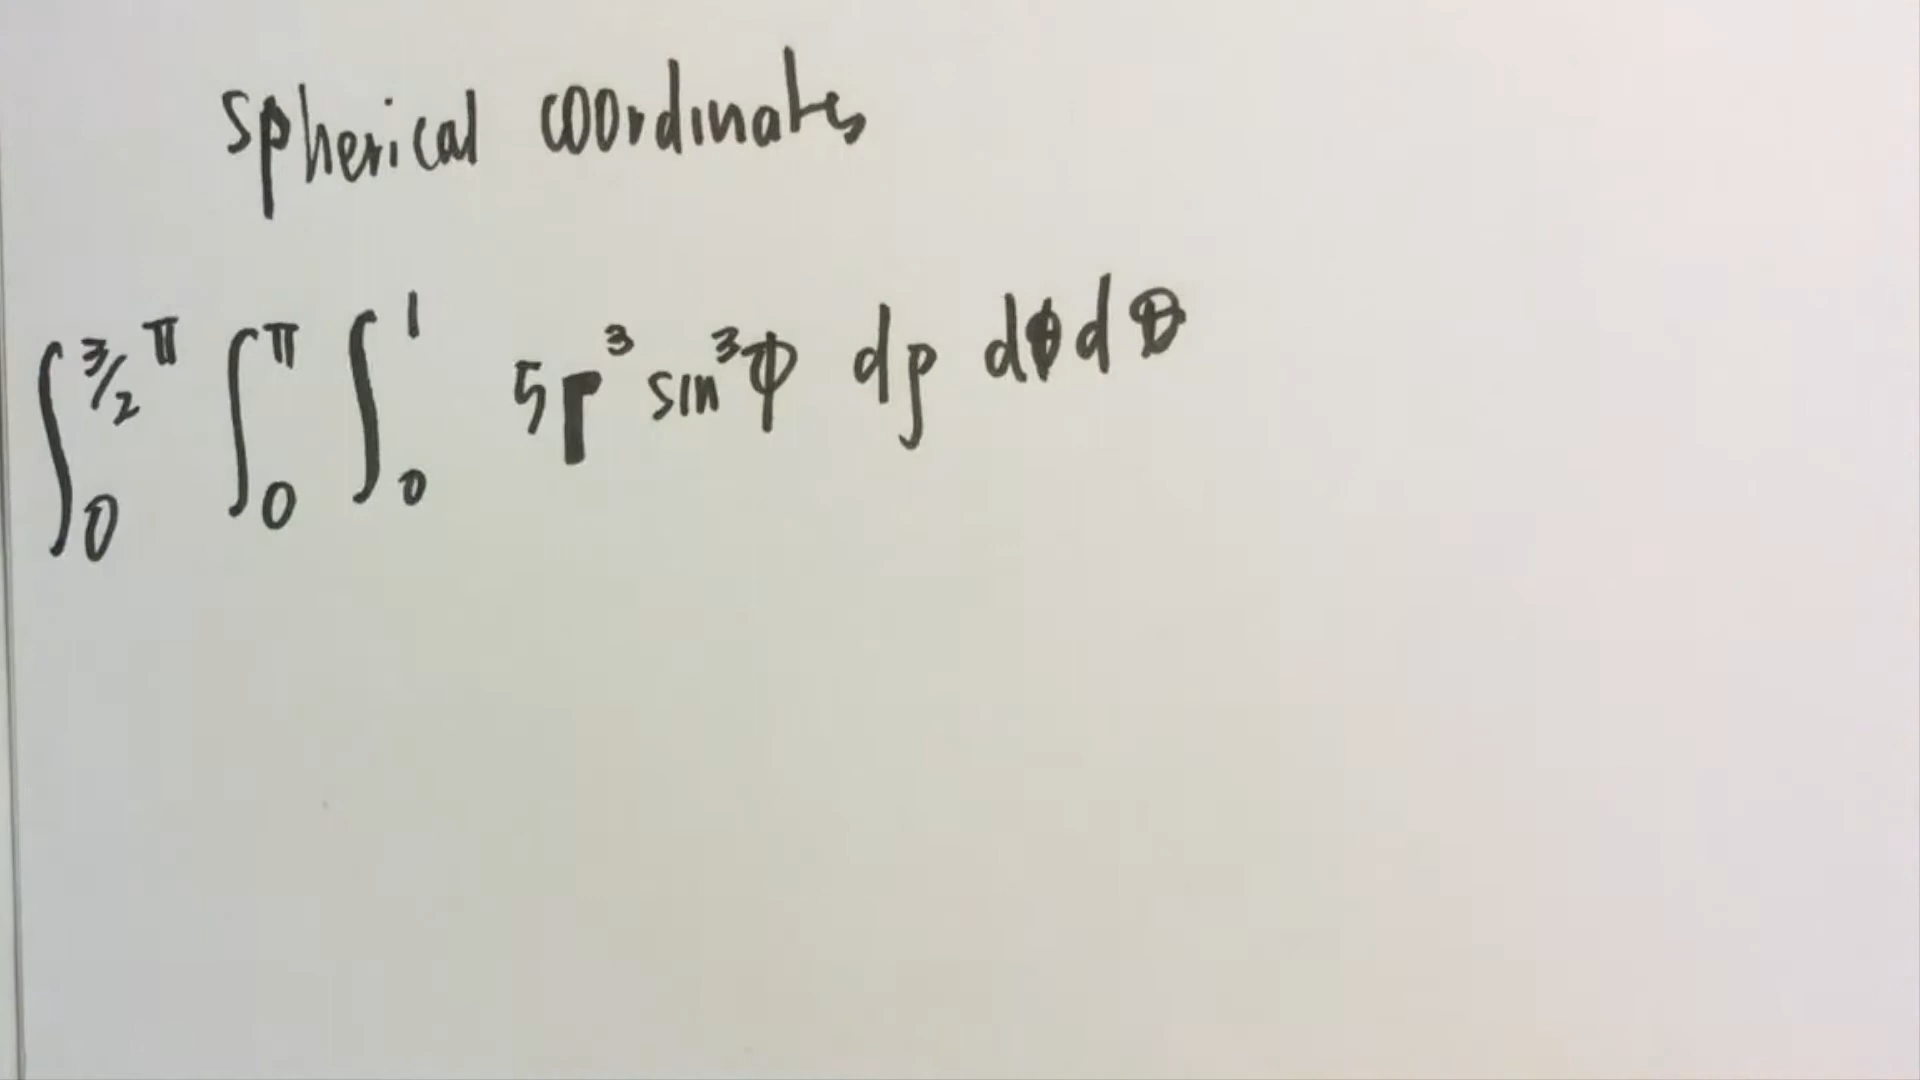 spherical coordinates
∫₀^{3/2 π} ∫₀^π ∫₀^1 5ρ³ sin³φ dρ dφ dθ